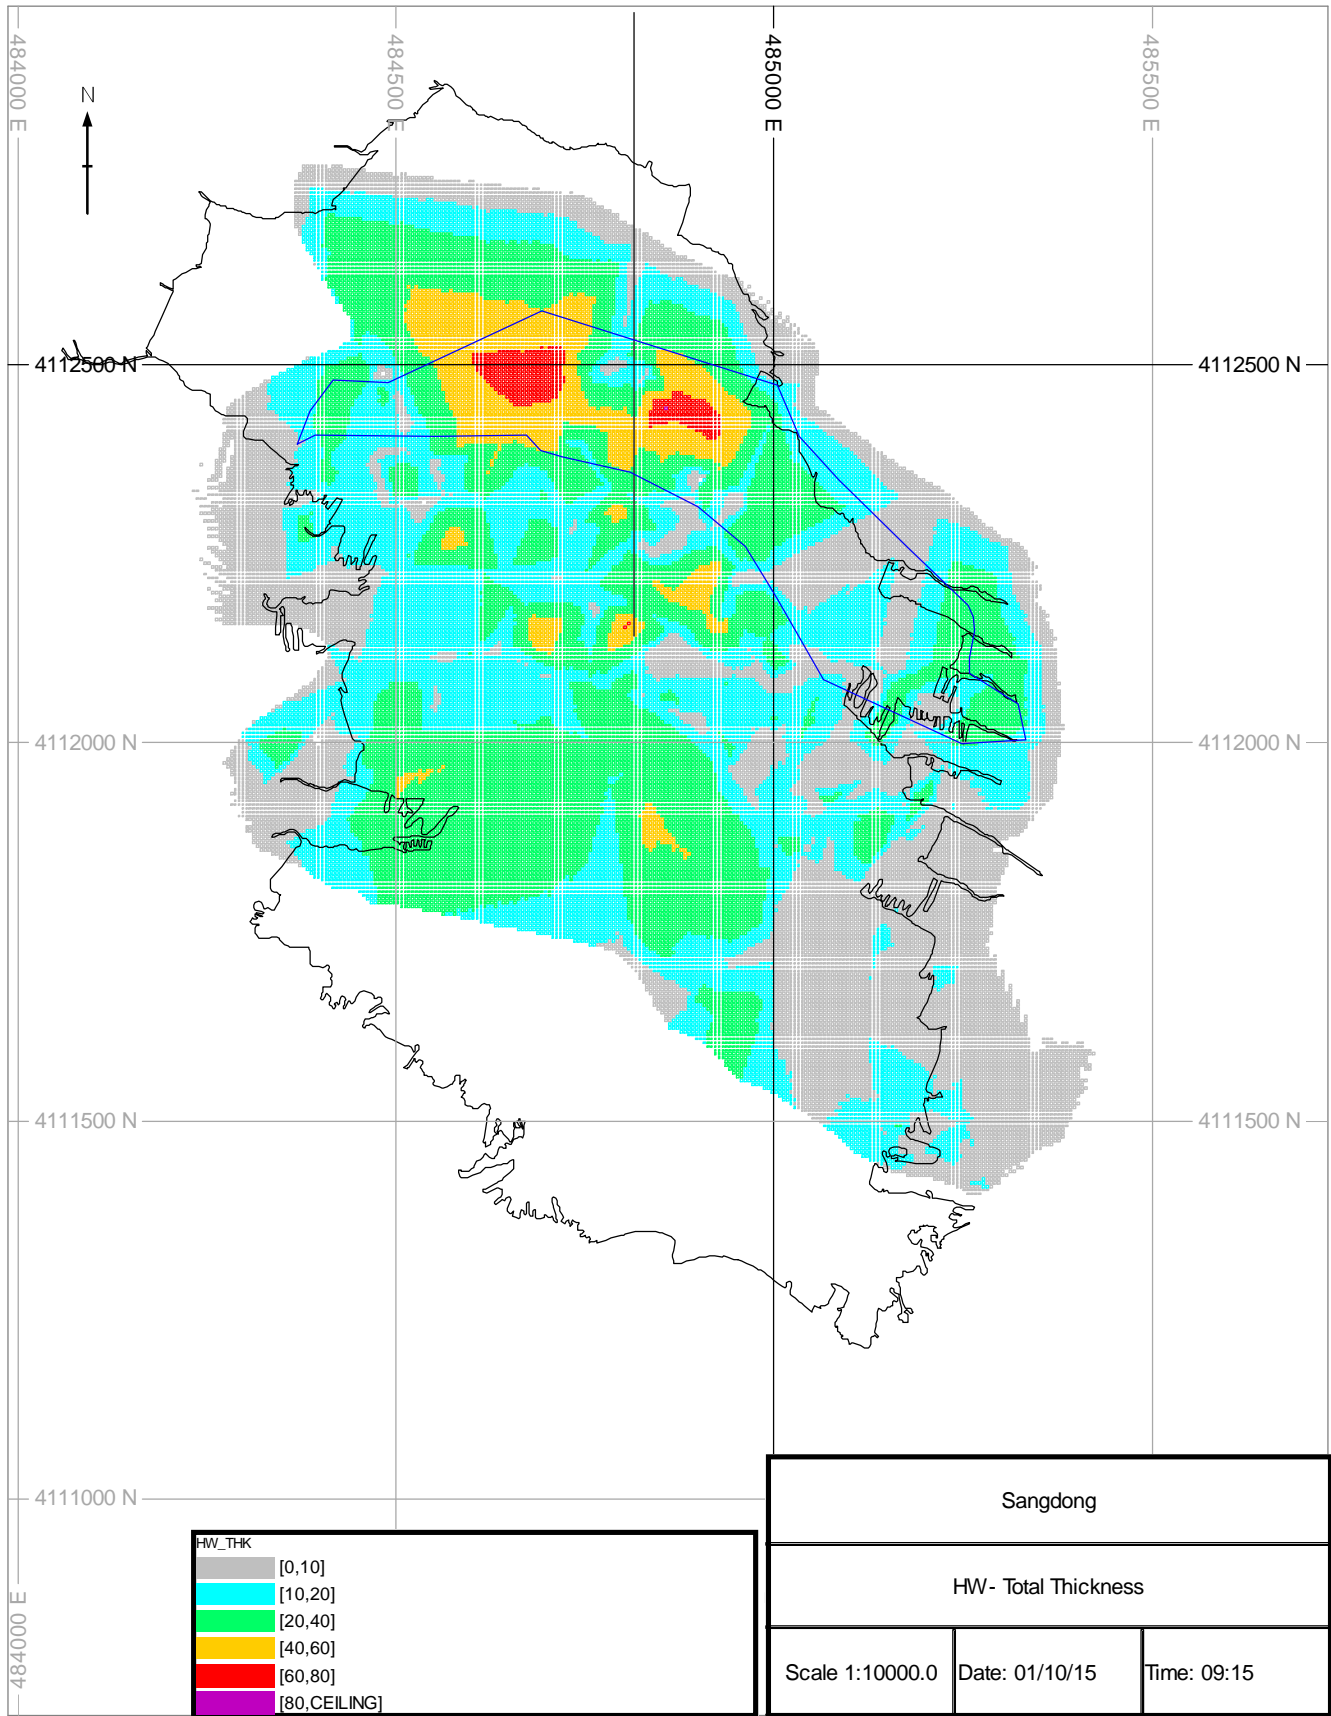 484000 E
484500 E
485000 E
485500 E
N
4112500 N
4112500 N
4112000 N
4112000 N
4111500 N
4111500 N
4111000 N
484000 E
HW_THK
[0,10]
[10,20]
[20,40]
[40,60]
[60,80]
[80,CEILING]
Sangdong
HW- Total Thickness
Scale 1:10000.0
Date: 01/10/15
Time: 09:15